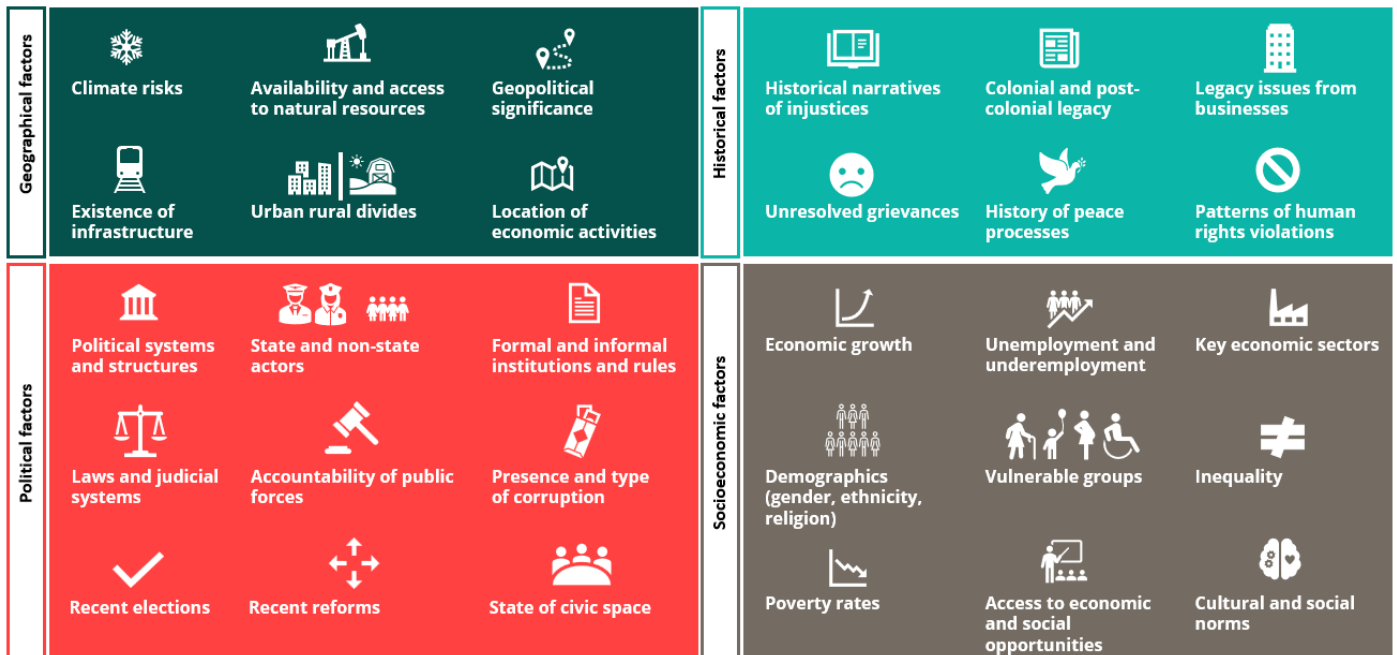 Geographical factors
Climate risks
Availability and access
to natural resources
Geopolitical
significance
Existence of
infrastructure
Urban rural divides
Location of
economic activities
Historical factors
Historical narratives
of injustices
Colonial and post-
colonial legacy
Legacy issues from
businesses
Unresolved grievances
History of peace
processes
Patterns of human
rights violations
Political factors
Political systems
and structures
State and non-state
actors
Formal and informal
institutions and rules
Laws and judicial
systems
Accountability of public
forces
Presence and type
of corruption
Recent elections
Recent reforms
State of civic space
Socioeconomic factors
Economic growth
Unemployment and
underemployment
Key economic sectors
Demographics
(gender, ethnicity,
religion)
Vulnerable groups
Inequality
Poverty rates
Access to economic
and social
opportunities
Cultural and social
norms